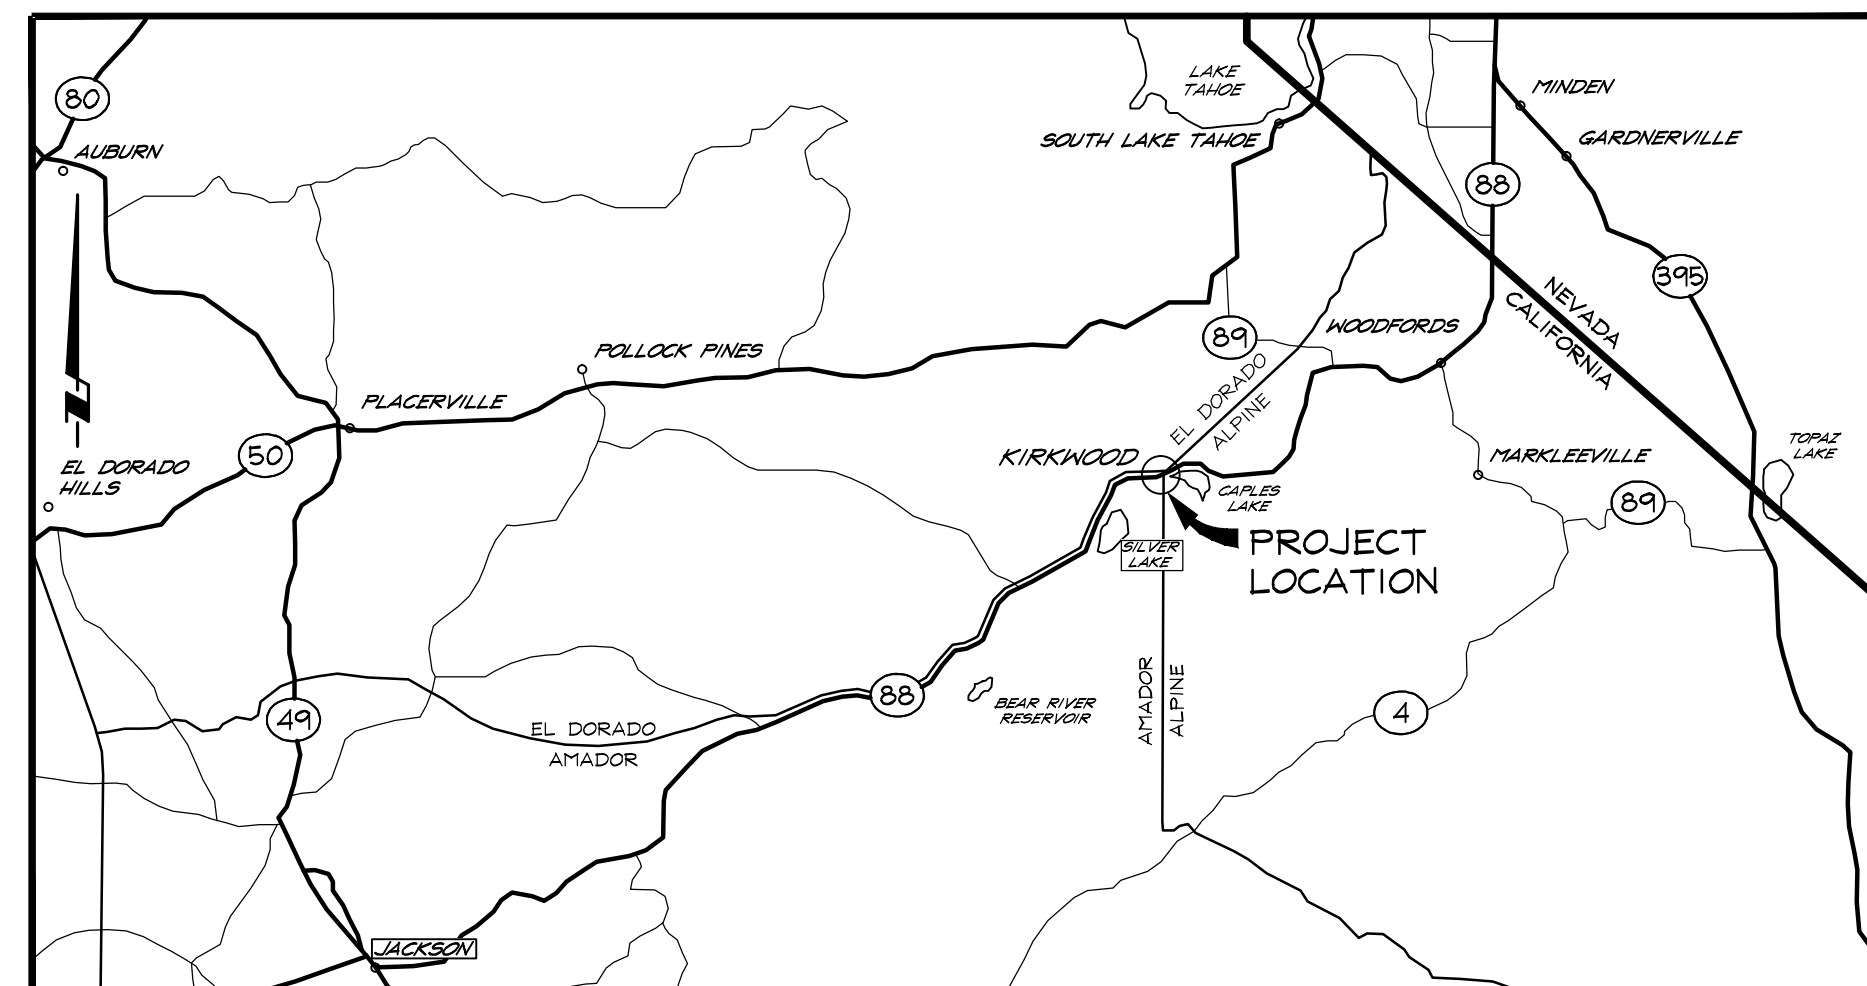 80
AUBURN
LAKE
TAHOE
SOUTH LAKE TAHOE
MINDEN
GARDNERVILLE
88
395
NEVADA
CALIFORNIA
89
WOODFORDS
POLLOCK PINES
PLACERVILLE
EL DORADO
ALPINE
50
N
EL DORADO
HILLS
KIRKWOOD
CAPLES
LAKE
MARKLEEVILLE
TOPAZ
LAKE
89
SILVER
LAKE
PROJECT
LOCATION
AMADOR
ALPINE
49
88
BEAR RIVER
RESERVOIR
4
EL DORADO
AMADOR
JACKSON